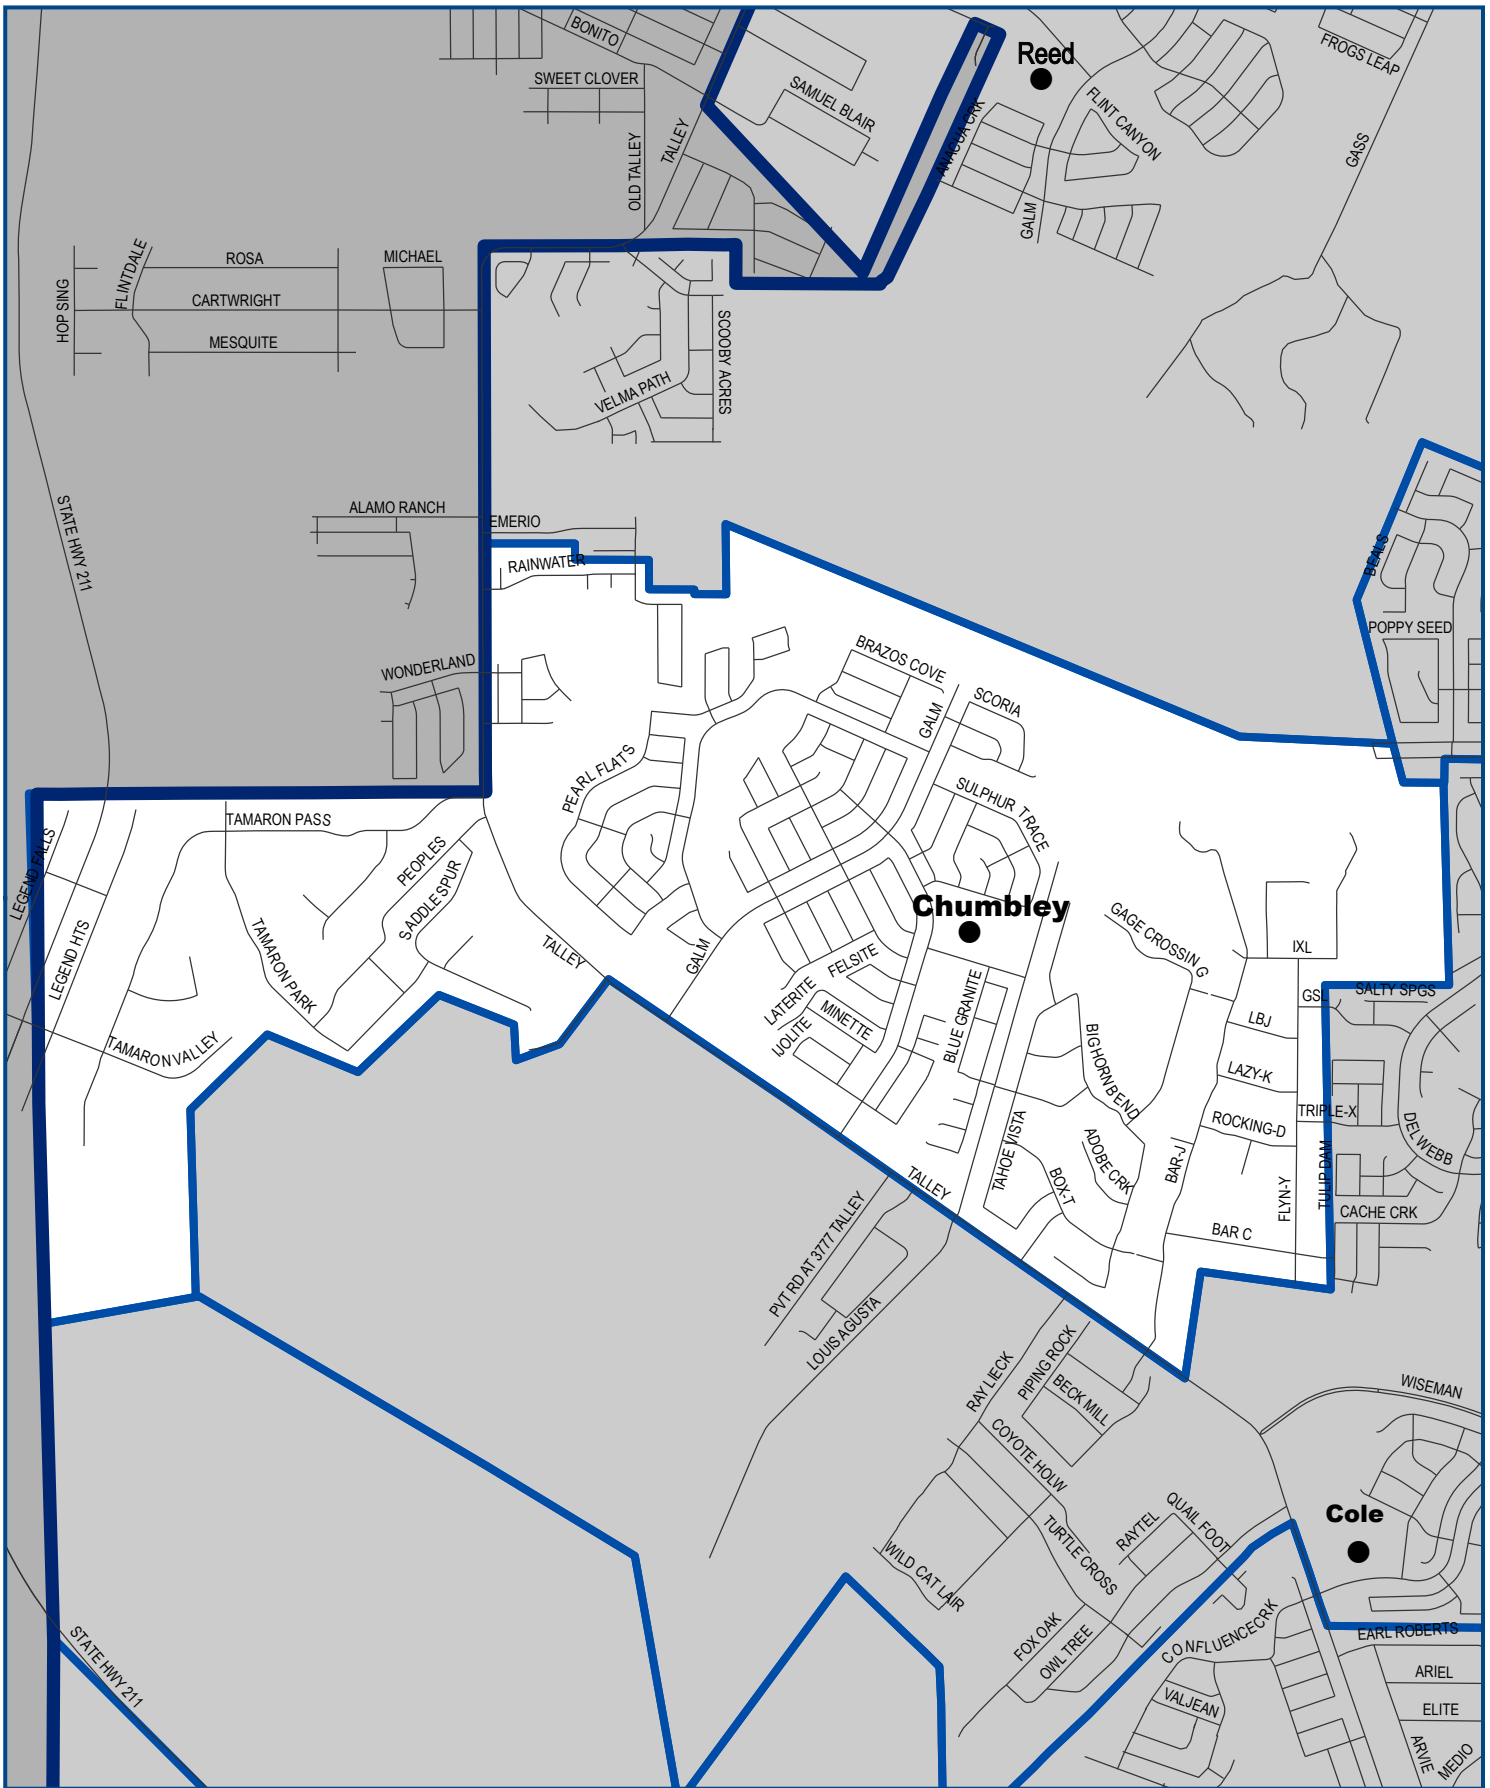 BONITO
SWEET CLOVER
OLD TALLEY
TALLEY
SAMUEL BLAIR
Reed
ANACUA CRK
FLINT CANYON
GALM
FROGS LEAP
GASS
HOP SING
FLINTDALE
ROSA
CARTWRIGHT
MESQUITE
MICHAEL
SCOOBY ACRES
VELMA PATH
STATE HWY 211
ALAMO RANCH
EMERIO
RAINWATER
WONDERLAND
BEALS
POPPY SEED
BRAZOS COVE
GALM
SCORIA
PEARL FLATS
SULPHUR TRACE
LEGEND FALLS
LEGEND HTS
TAMARON PASS
PEOPLES
SADDLE SPUR
TAMARON PARK
TAMARON VALLEY
TALLEY
GALM
Chumbley
GAGE CROSSING
IXL
GSL
SALTY SPGS
LATERITE
FELSITE
MINETTE
IJOLITE
BLUE GRANITE
BIGHORN BEND
LBJ
LAZY-K
ROCKING-D
TRIPLE-X
DEL WEBB
TAHOE VISTA
ADOBE CRK
BOX-T
BAR-J
FLYN-Y
TULIP DAM
CACHE CRK
BAR C
TALLEY
PVT RD AT 3777 TALLEY
LOUIS AGUSTA
RAY LIECK
PIPING ROCK
BECK MILL
WISEMAN
COYOTE HOLW
TURTLE CROSS
RAYTEL
QUAIL FOOT
Cole
WILD CAT LAIR
FOX OAK
OWL TREE
CONFLUENCE CRK
EARL ROBERTS
VALJEAN
ARIEL
ELITE
ARVIE
MEDIO
STATE HWY 211